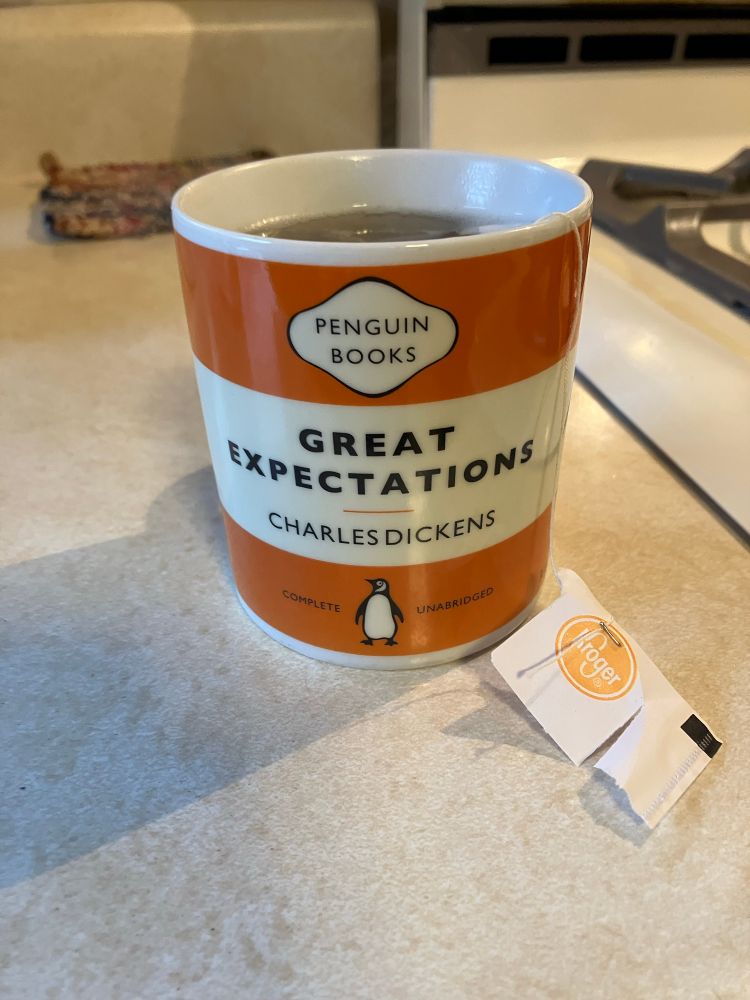 PENGUIN
BOOKS
GREAT
EXPECTATIONS
CHARLES DICKENS
COMPLETE UNABRIDGED
Kroger